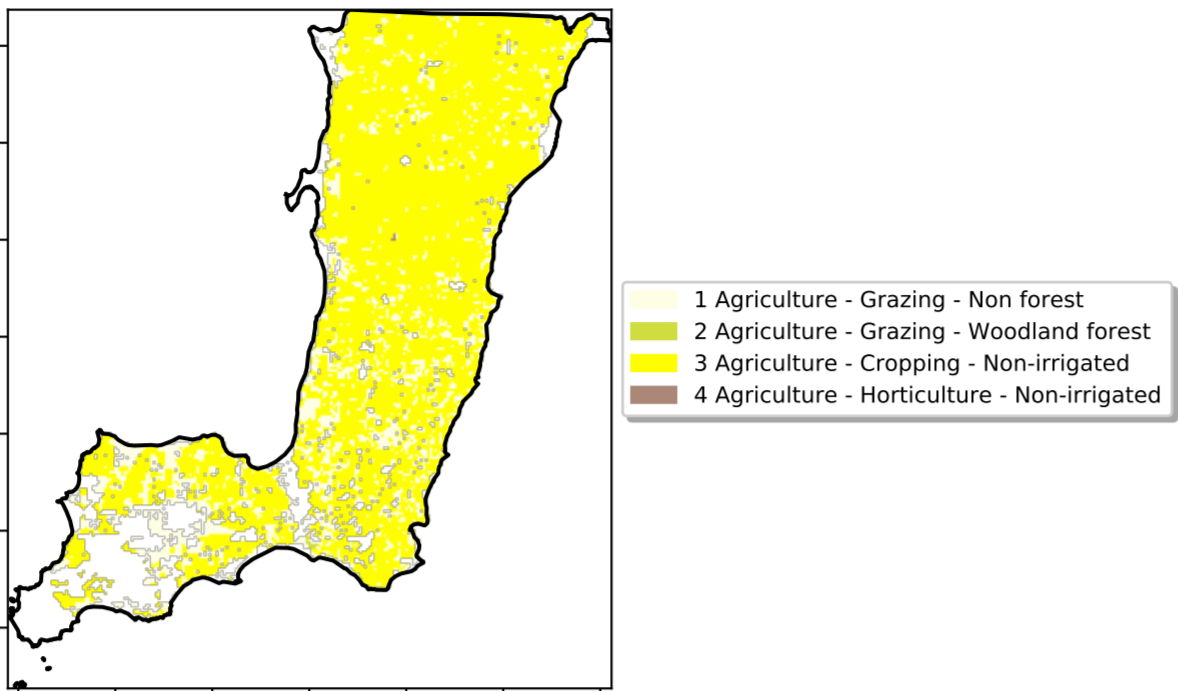 1 Agriculture - Grazing - Non forest
2 Agriculture - Grazing - Woodland forest
3 Agriculture - Cropping - Non-irrigated
4 Agriculture - Horticulture - Non-irrigated